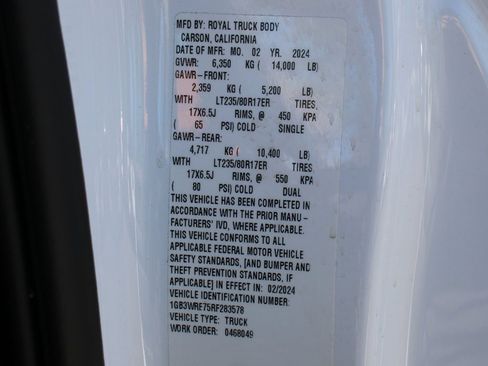 MFD BY: ROYAL TRUCK BODY
CARSON, CALIFORNIA
DATE OF MFR: MO. 02 YR. 2024
GVWR: 6,350 KG ( 14,000 LB)
GAWR-FRONT:
2,359 KG ( 5,200 LB)
WITH LT235/80R17ER TIRES,
17X6.5J RIMS, @ 450 KPA
( 65 PSI) COLD SINGLE
GAWR-REAR:
4,717 KG ( 10,400 LB)
WITH LT235/80R17ER TIRES
17X6.5J RIMS, @ 550 KPA
( 80 PSI) COLD DUAL
THIS VEHICLE HAS BEEN COMPLETED IN
ACCORDANCE WITH THE PRIOR MANU-
FACTURERS' IVD, WHERE APPLICABLE.
THIS VEHICLE CONFORMS TO ALL
APPLICABLE FEDERAL MOTOR VEHICLE
SAFETY STANDARDS, [AND BUMPER AND
THEFT PREVENTION STANDARDS, IF
APPLICABLE] IN EFFECT IN: 02/2024
VEHICLE IDENTIFICATION NUMBER:
1GB3WRE75RF283578
VEHICLE TYPE: TRUCK
WORK ORDER: 0468049